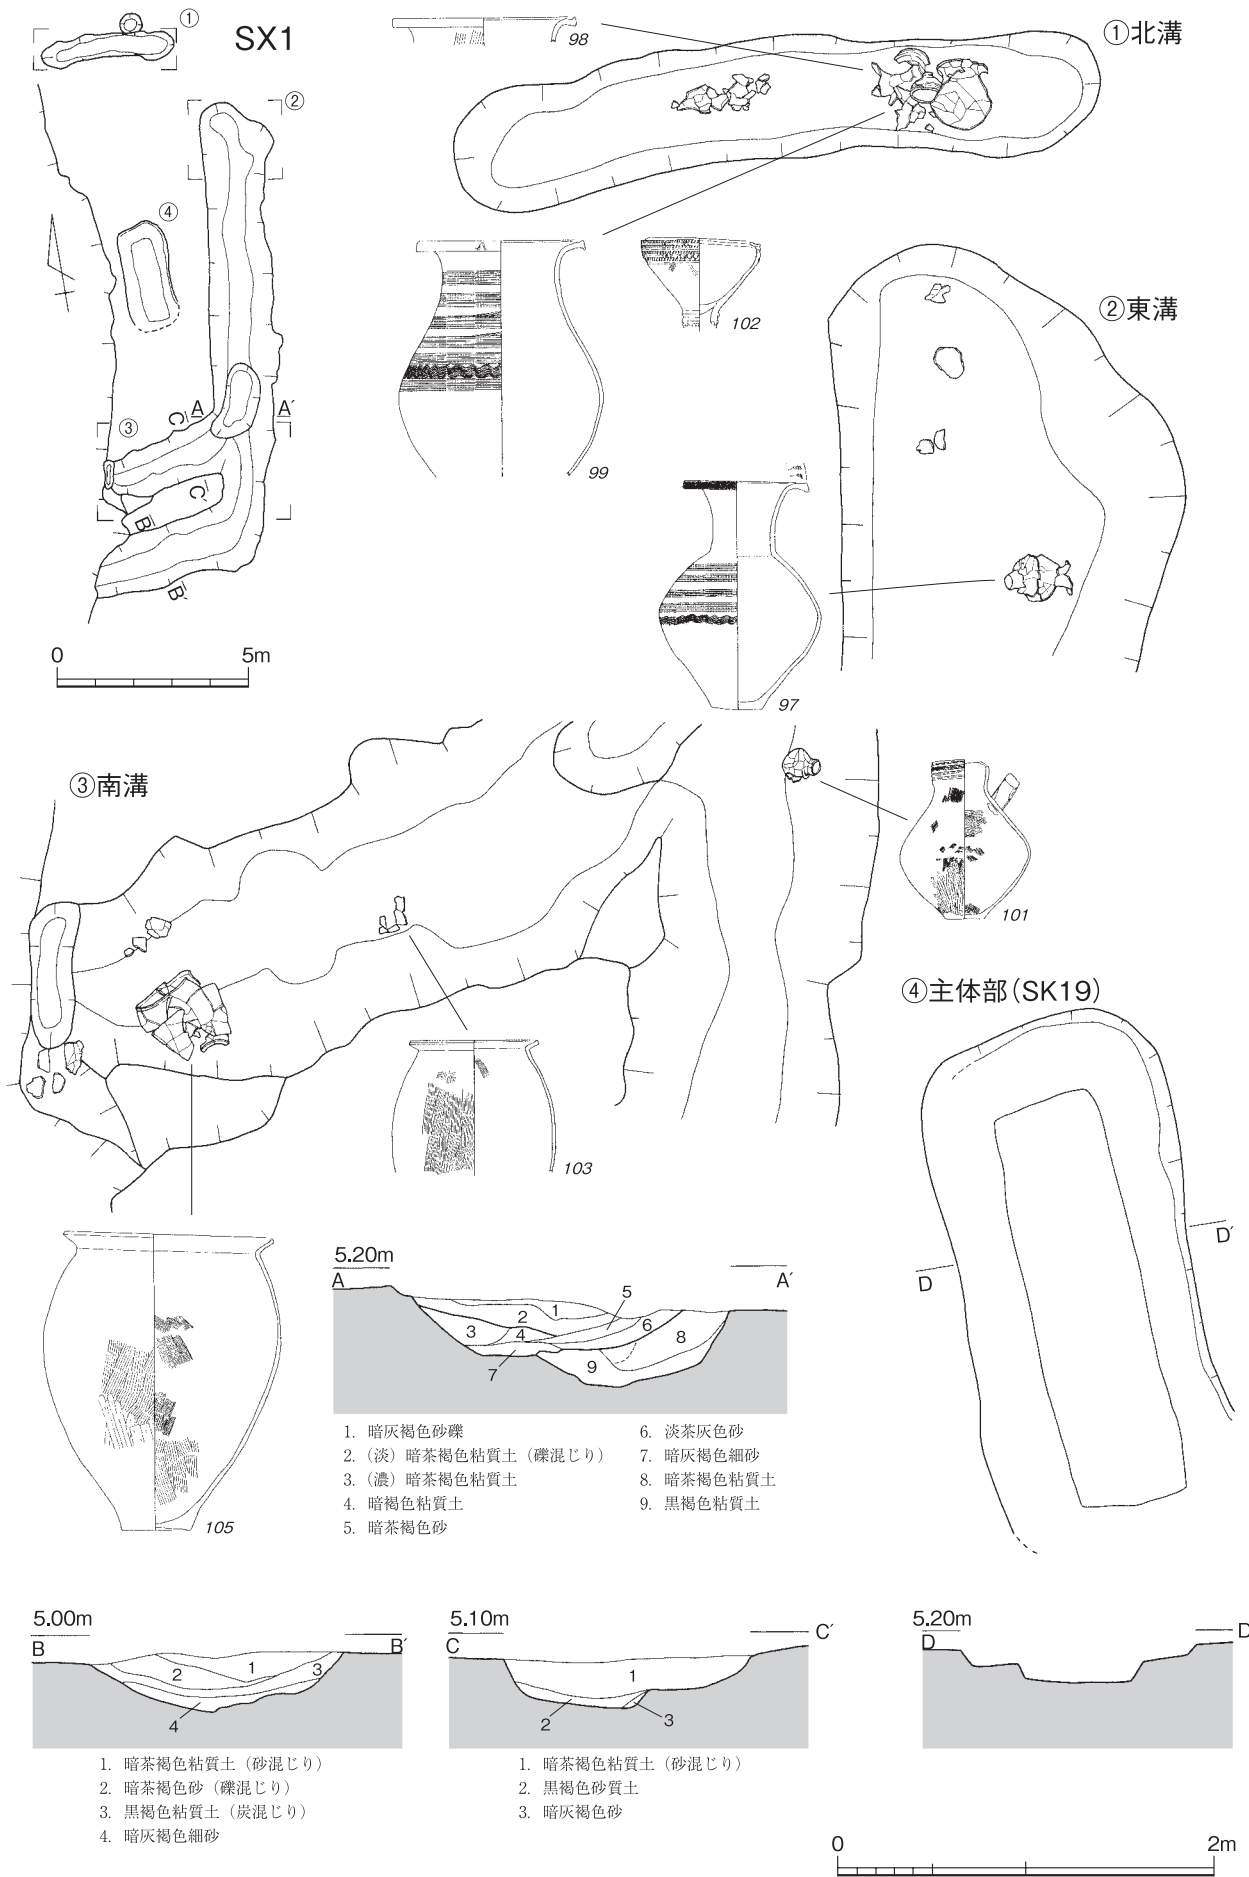 SX1
①
②
④
③
A
A´
C
C´
B
B´
0 5m
①北溝
98
99
102
②東溝
97
③南溝
101
103
105
④主体部(SK19)
D
D´
5.20m
A A´
1
2
3
4
5
6
7
8
9
1. 暗灰褐色砂礫
2.（淡）暗茶褐色粘質土（礫混じり）
3.（濃）暗茶褐色粘質土
4. 暗褐色粘質土
5. 暗茶褐色砂
6. 淡茶灰色砂
7. 暗灰褐色細砂
8. 暗茶褐色粘質土
9. 黒褐色粘質土
5.00m
B B´
1
2
3
4
1. 暗茶褐色粘質土（砂混じり）
2. 暗茶褐色砂（礫混じり）
3. 黒褐色粘質土（炭混じり）
4. 暗灰褐色細砂
5.10m
C C´
1
2
3
1. 暗茶褐色粘質土（砂混じり）
2. 黒褐色砂質土
3. 暗灰褐色砂
5.20m
D D
0 2m